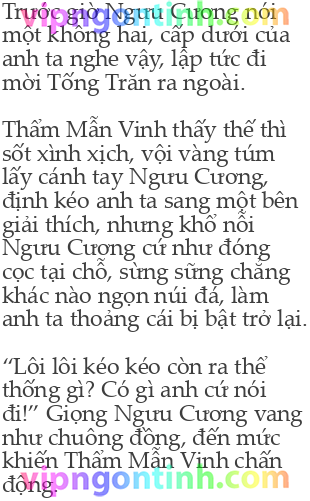 Trước giờ Ngưu Cương nói
một không hai, cấp dưới của
anh ta nghe vậy, lập tức đi
mời Tống Trăn ra ngoài.
Thẩm Mẫn Vinh thấy thế thì
sốt xình xịch, vội vàng túm
lấy cánh tay Ngưu Cương,
định kéo anh ta sang một bên
giải thích, nhưng khổ nỗi
Ngưu Cương cứ như đóng
cọc tại chỗ, sừng sững chẳng
khác nào ngọn núi đá, làm
anh ta thoảng cái bị bật trở lại.
“Lôi lôi kéo kéo còn ra thể
thống gì? Có gì anh cứ nói
đi!” Giọng Ngưu Cương vang
như chuông đồng, đến mức
khiến Thẩm Mẫn Vinh chấn
động.
vipngontinh.com
vipngontinh.com